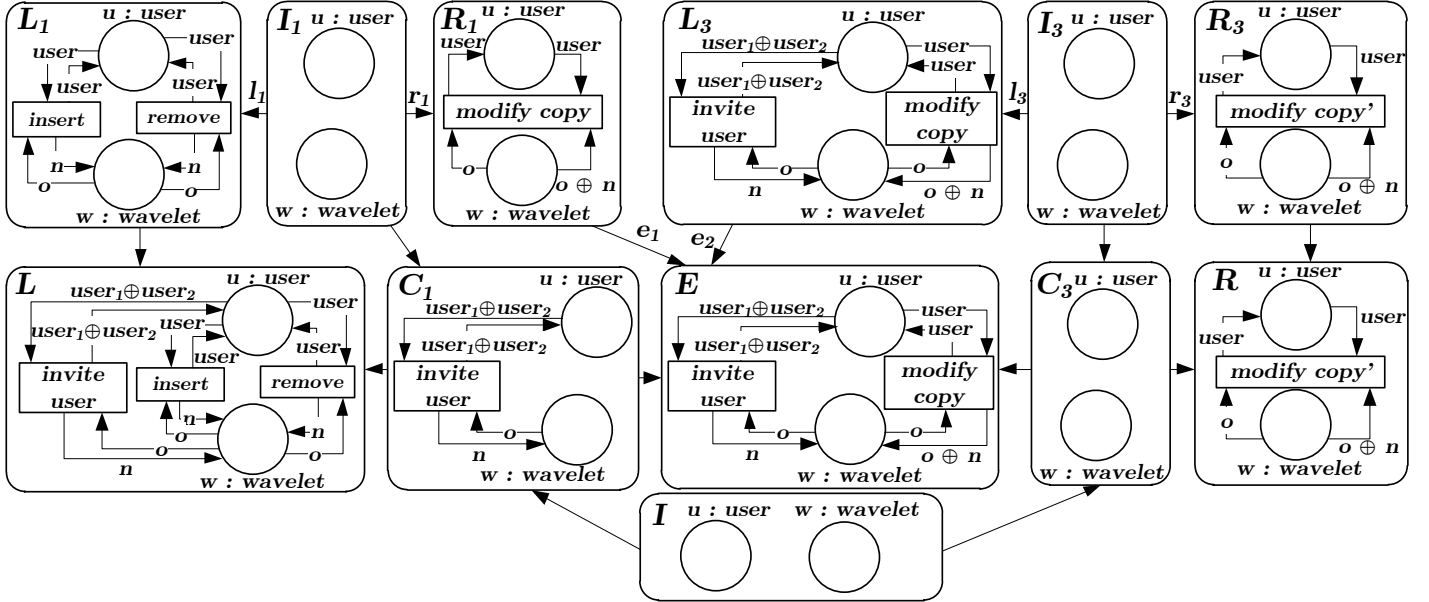 L₁
u : user
user
user
user
user
insert
remove
n
n
o
o
w : wavelet
l₁
I₁
u : user
w : wavelet
r₁
R₁
u : user
user
user
modify copy
o
o ⊕ n
w : wavelet
e₁
L₃
u : user
user₁⊕user₂
user
user₁⊕user₂
user
invite
user
modify
copy
o
o
n
o ⊕ n
w : wavelet
e₂
l₃
I₃
u : user
w : wavelet
r₃
R₃
u : user
user
user
modify copy'
o
o ⊕ n
w : wavelet
L
u : user
user₁⊕user₂
user
user₁⊕user₂
user
user
user
invite
user
insert
remove
n
n
o
o
o
n
w : wavelet
C₁
u : user
user₁⊕user₂
user₁⊕user₂
invite
user
o
n
w : wavelet
E
u : user
user₁⊕user₂
user
user₁⊕user₂
user
invite
user
modify
copy
o
o
n
o ⊕ n
w : wavelet
C₃
u : user
w : wavelet
R
u : user
user
user
modify copy'
o
o ⊕ n
w : wavelet
I
u : user
w : wavelet